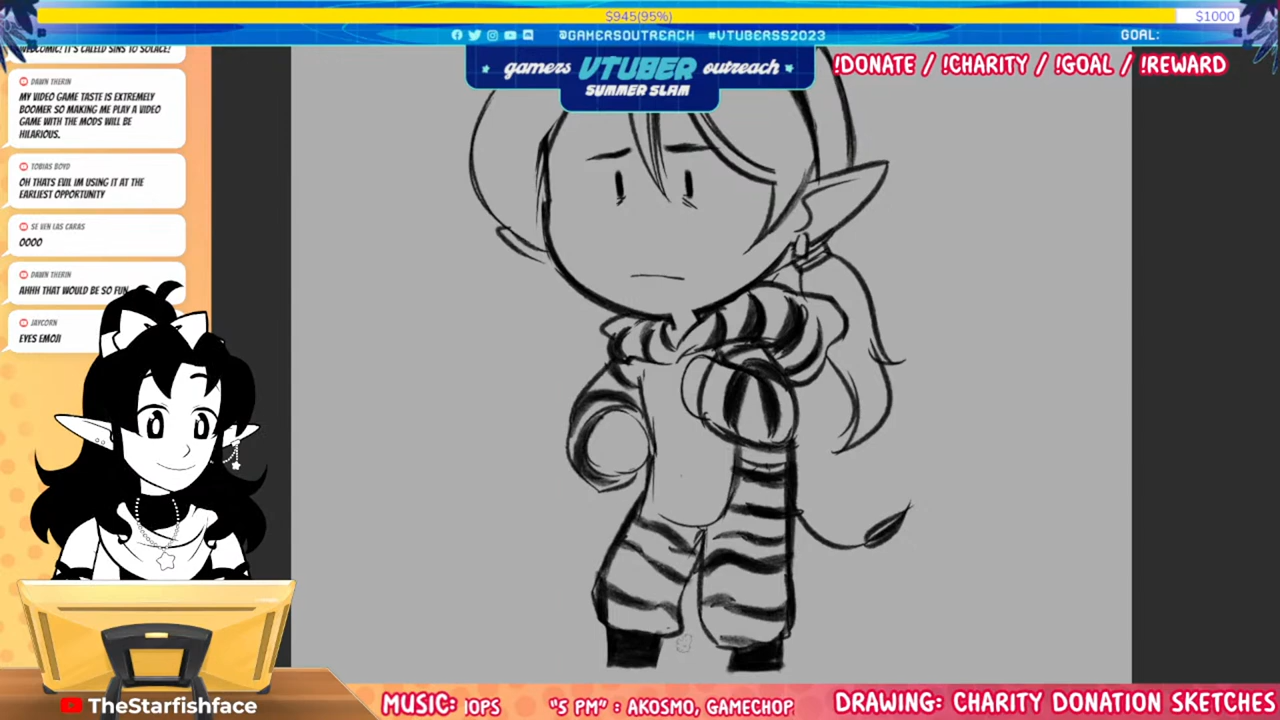 $945(95%)
$1000
@GAMERSOUTREACH #VTUBERSS2023
GOAL:
gamers VTUBER outreach
SUMMER SLAM
!DONATE / !CHARITY / !GOAL / !REWARD
WEBCOMIC! IT'S CALLED SINS TO SOLACE!
DAWN THERIN
MY VIDEO GAME TASTE IS EXTREMELY
BOOMER SO MAKING ME PLAY A VIDEO
GAME WITH THE MODS WILL BE
HILARIOUS.
TOBIAS BOYD
OH THATS EVIL IM USING IT AT THE
EARLIEST OPPORTUNITY
SE VEN LAS CARAS
OOOO
DAWN THERIN
AHHH THAT WOULD BE SO FUN
JAYCORN
EYES EMOJI
TheStarfishface
MUSIC: "5 PM" : AKOSMO, GAMECHOP
DRAWING: CHARITY DONATION SKETCHES